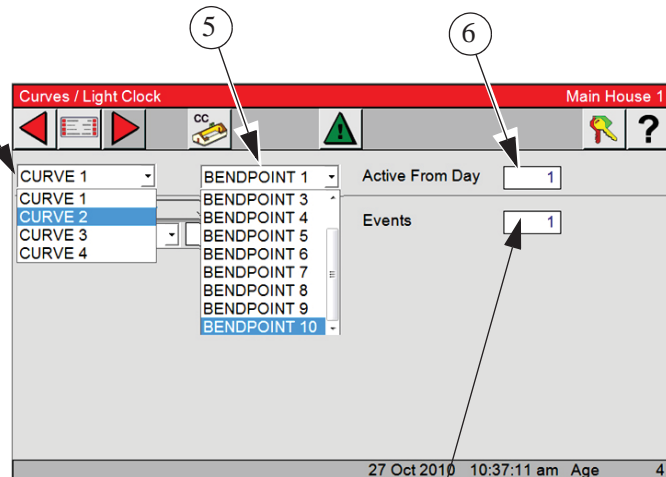 5
6
Curves / Light Clock
Main House 1
CC
?
CURVE 1
BENDPOINT 1
Active From Day
1
CURVE 1
CURVE 2
CURVE 3
CURVE 4
BENDPOINT 3
BENDPOINT 4
BENDPOINT 5
BENDPOINT 6
BENDPOINT 7
BENDPOINT 8
BENDPOINT 9
BENDPOINT 10
Events
1
27 Oct 2010 10:37:11 am Age 4